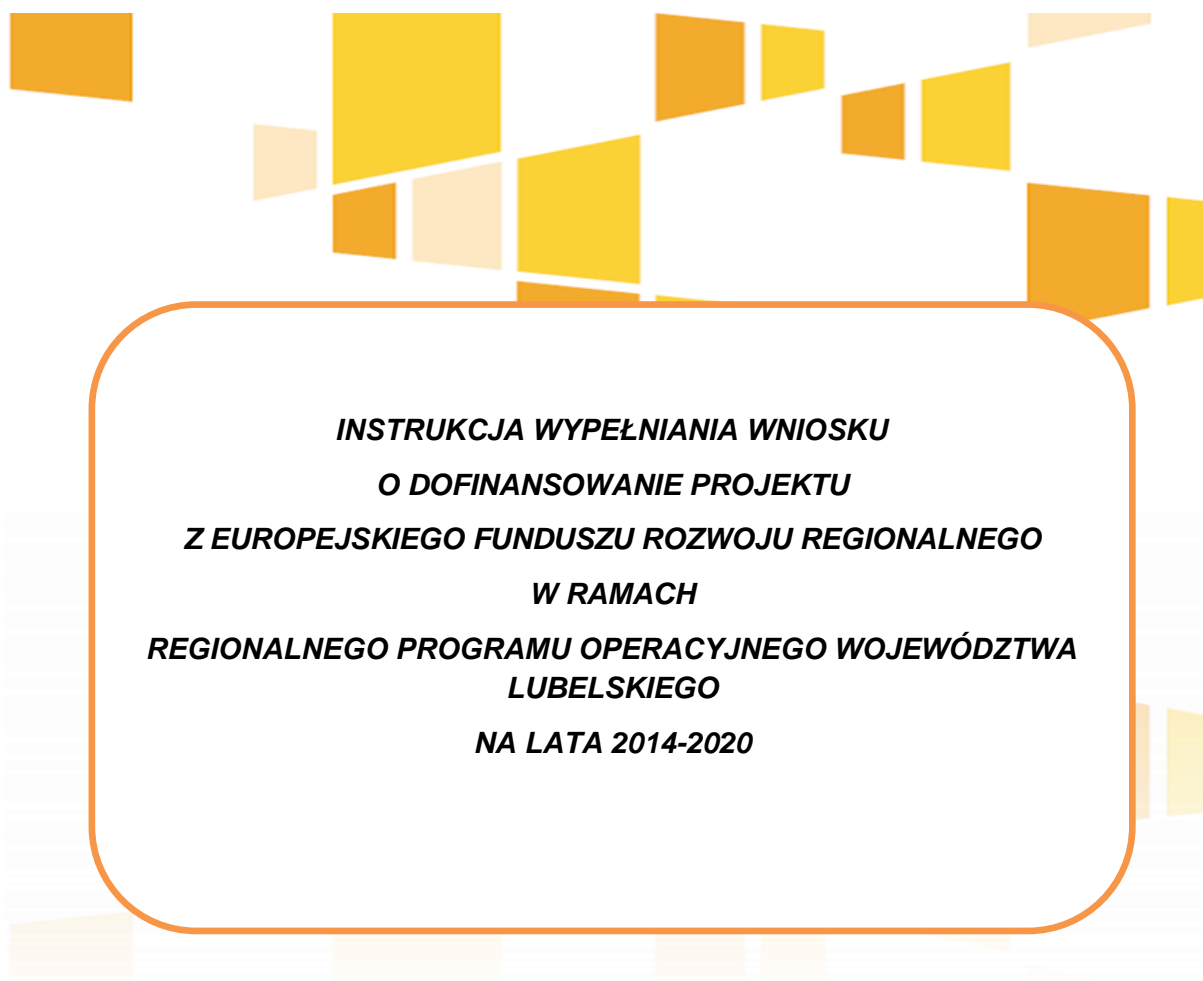 INSTRUKCJA WYPEŁNIANIA WNIOSKU
O DOFINANSOWANIE PROJEKTU
Z EUROPEJSKIEGO FUNDUSZU ROZWOJU REGIONALNEGO
W RAMACH
REGIONALNEGO PROGRAMU OPERACYJNEGO WOJEWÓDZTWA
LUBELSKIEGO
NA LATA 2014-2020